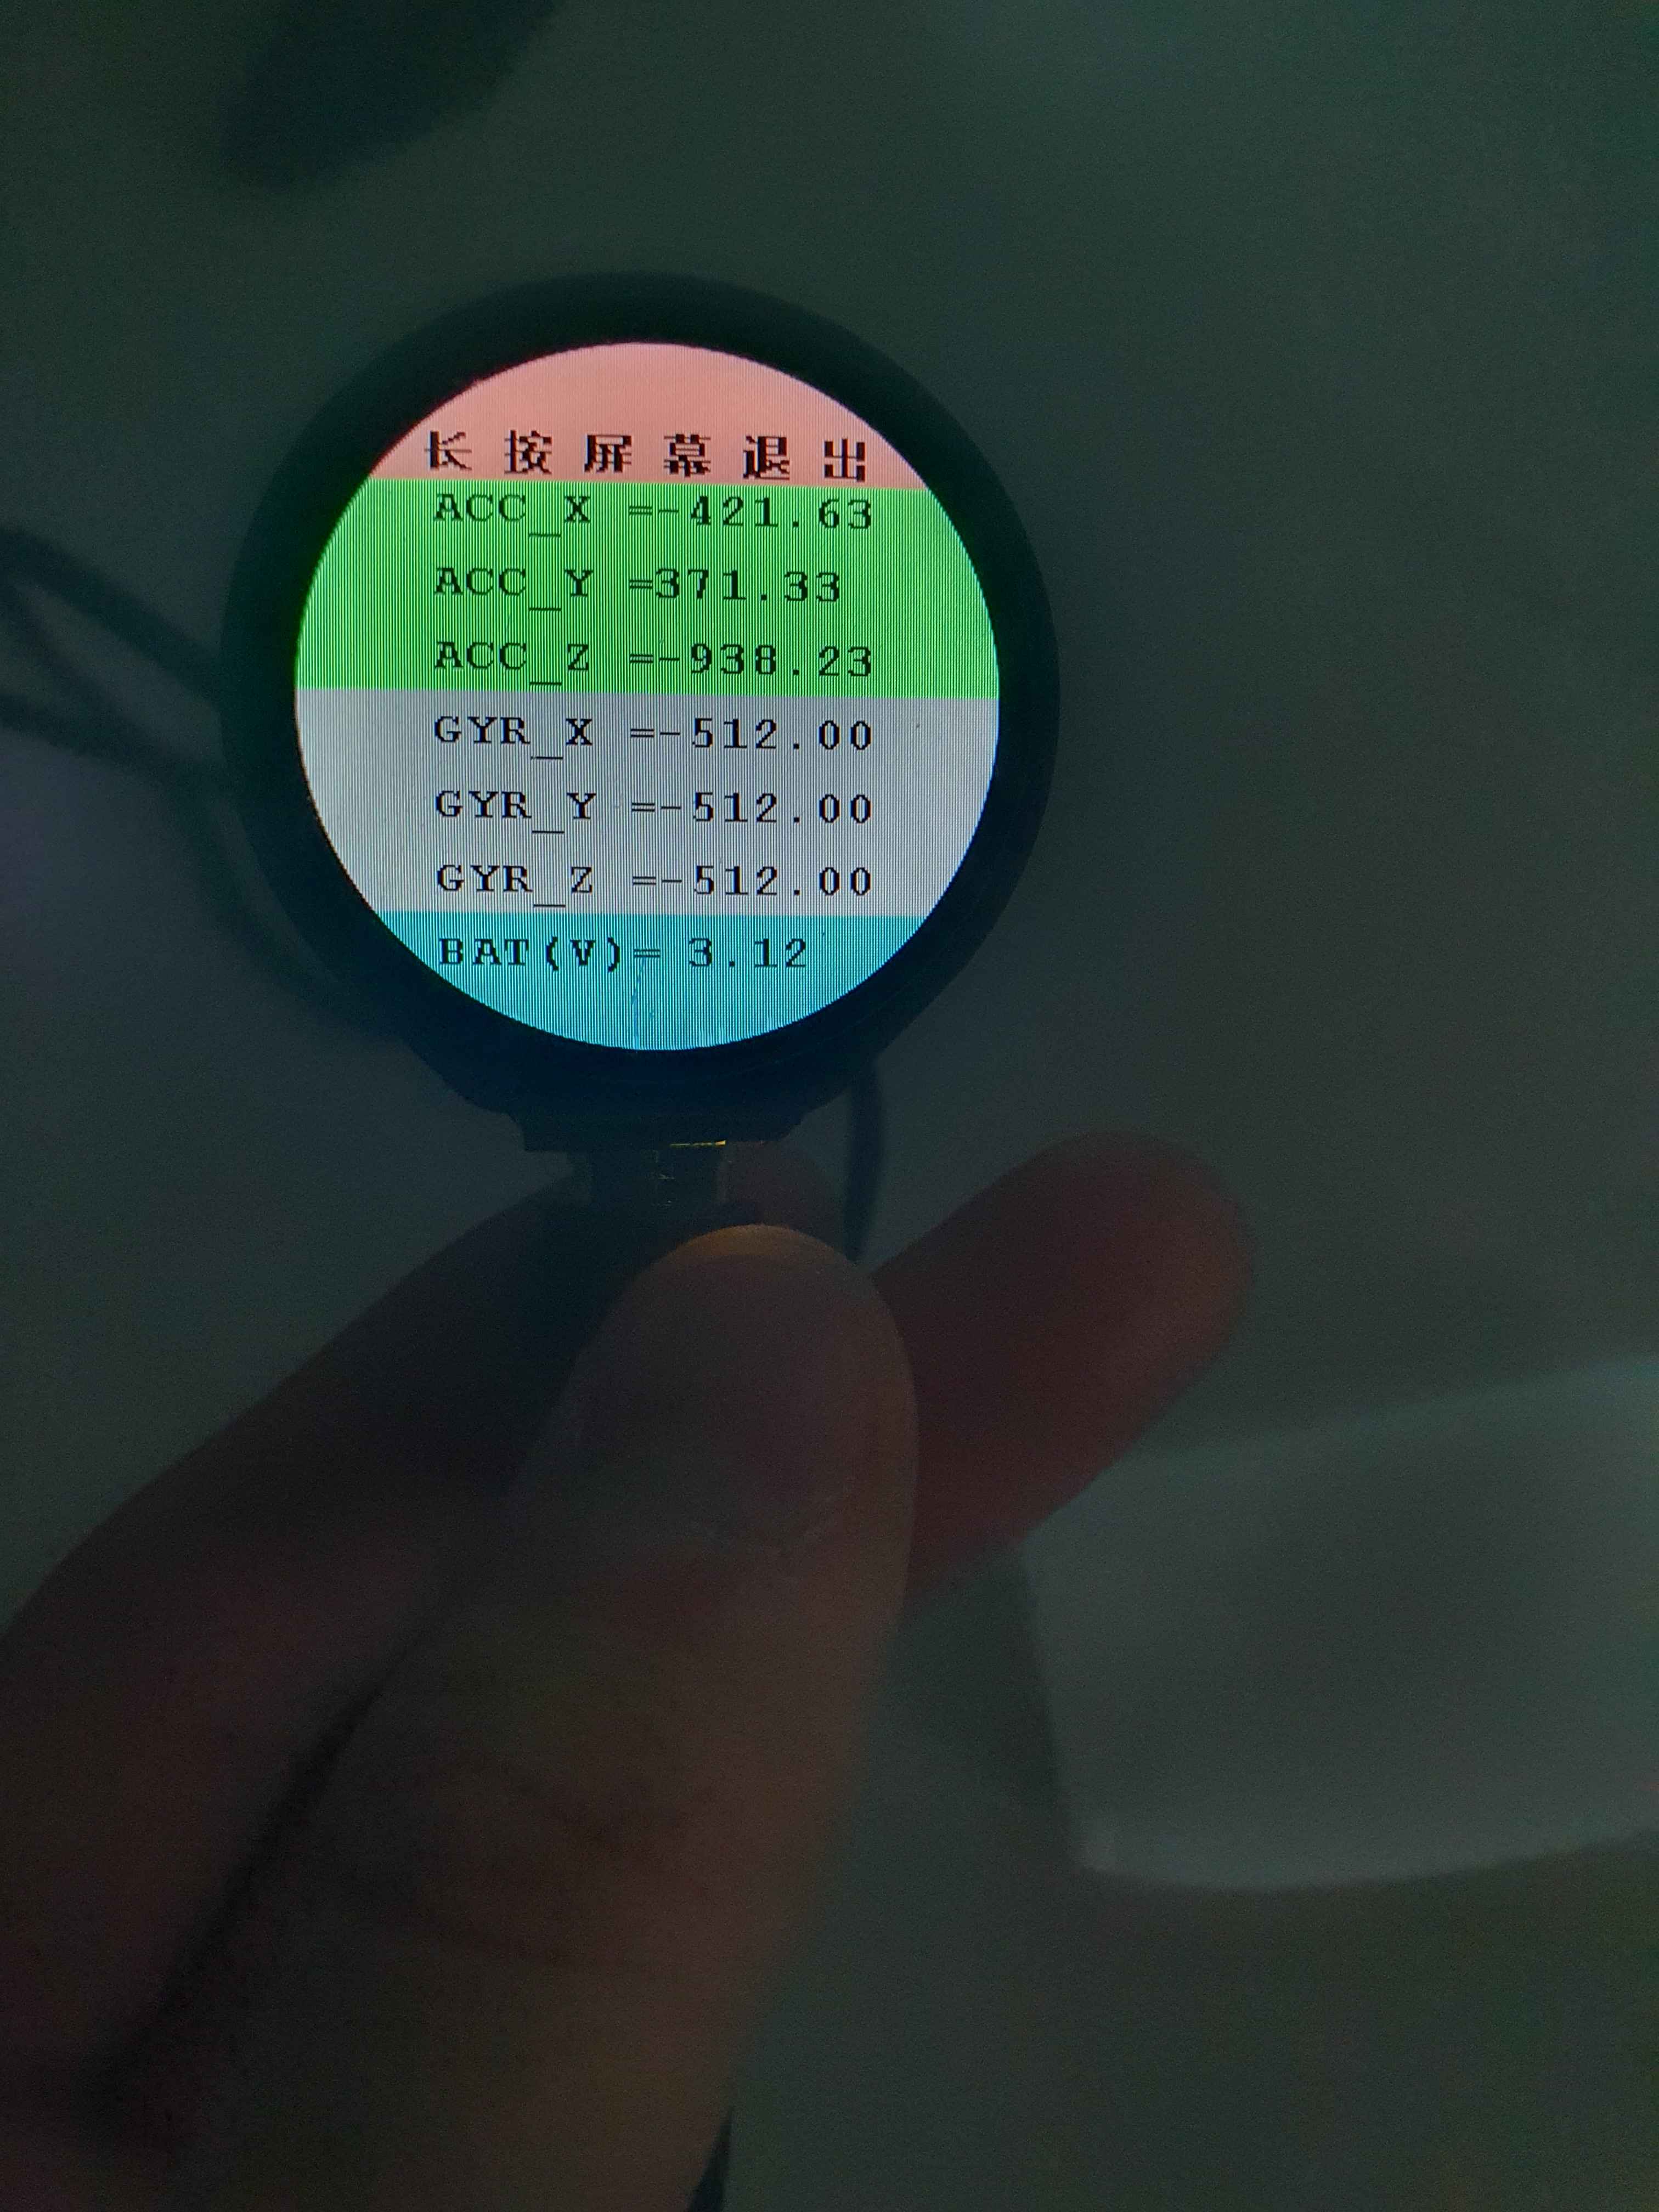 长按屏幕退出
ACC_X =-421.63
ACC_Y =371.33
ACC_Z =-938.23
GYR_X =-512.00
GYR_Y =-512.00
GYR_Z =-512.00
BAT(V)= 3.12